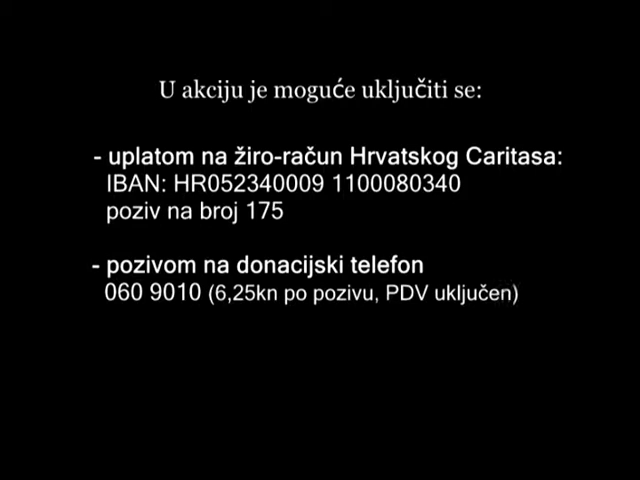 U akciju je moguće uključiti se:
- uplatom na žiro-račun Hrvatskog Caritasa:
IBAN: HR052340009 1100080340
poziv na broj 175
- pozivom na donacijski telefon
060 9010 (6,25kn po pozivu, PDV uključen)